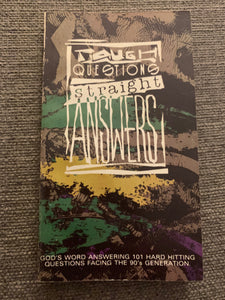 TOUGH
QUESTIONS
straight
ANSWERS
GOD'S WORD ANSWERING 101 HARD HITTING
QUESTIONS FACING THE 90's GENERATION.